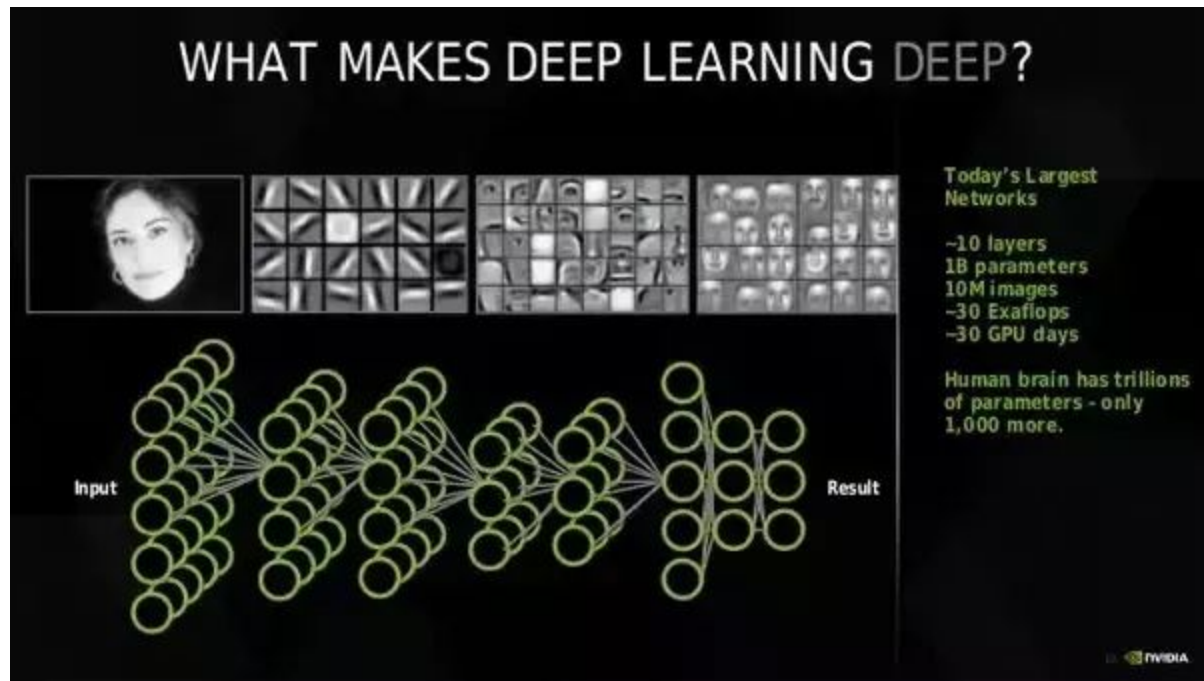 WHAT MAKES DEEP LEARNING DEEP?
Today's Largest
Networks
~10 layers
1B parameters
10M images
~30 Exaflops
~30 GPU days
Human brain has trillions
of parameters - only
1,000 more.
Input
Result
NVIDIA